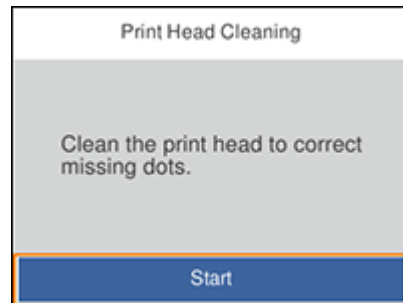 Print Head Cleaning
Clean the print head to correct
missing dots.
Start